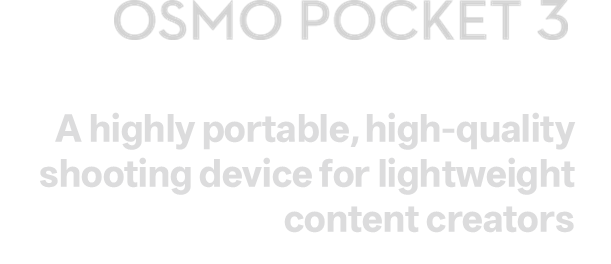 OSMO POCKET 3
A highly portable, high-quality
shooting device for lightweight
content creators